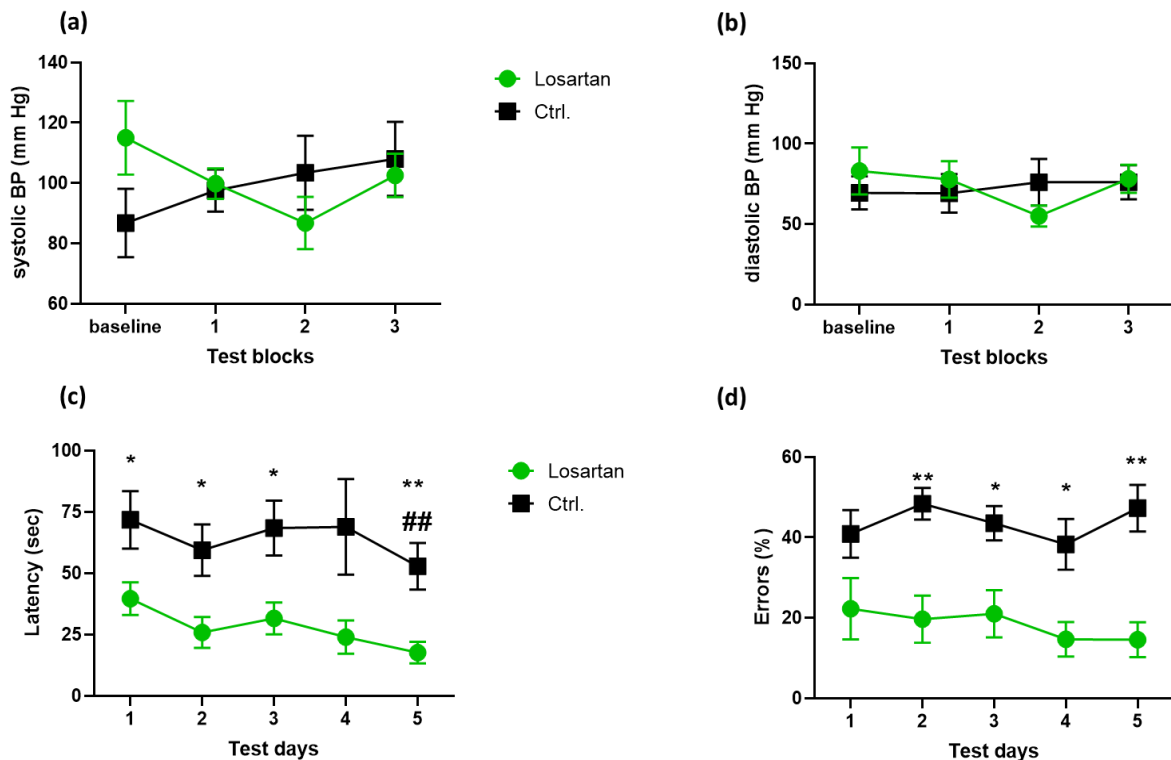 (a)
systolic BP (mm Hg)
140
120
100
80
60
baseline 1 2 3
Test blocks
Losartan
Ctrl.
(b)
diastolic BP (mm Hg)
150
100
50
0
baseline 1 2 3
Test blocks
(c)
Latency (sec)
100
75
50
25
0
* * * **
##
1 2 3 4 5
Test days
Losartan
Ctrl.
(d)
Errors (% )
60
40
20
0
** * * **
1 2 3 4 5
Test days